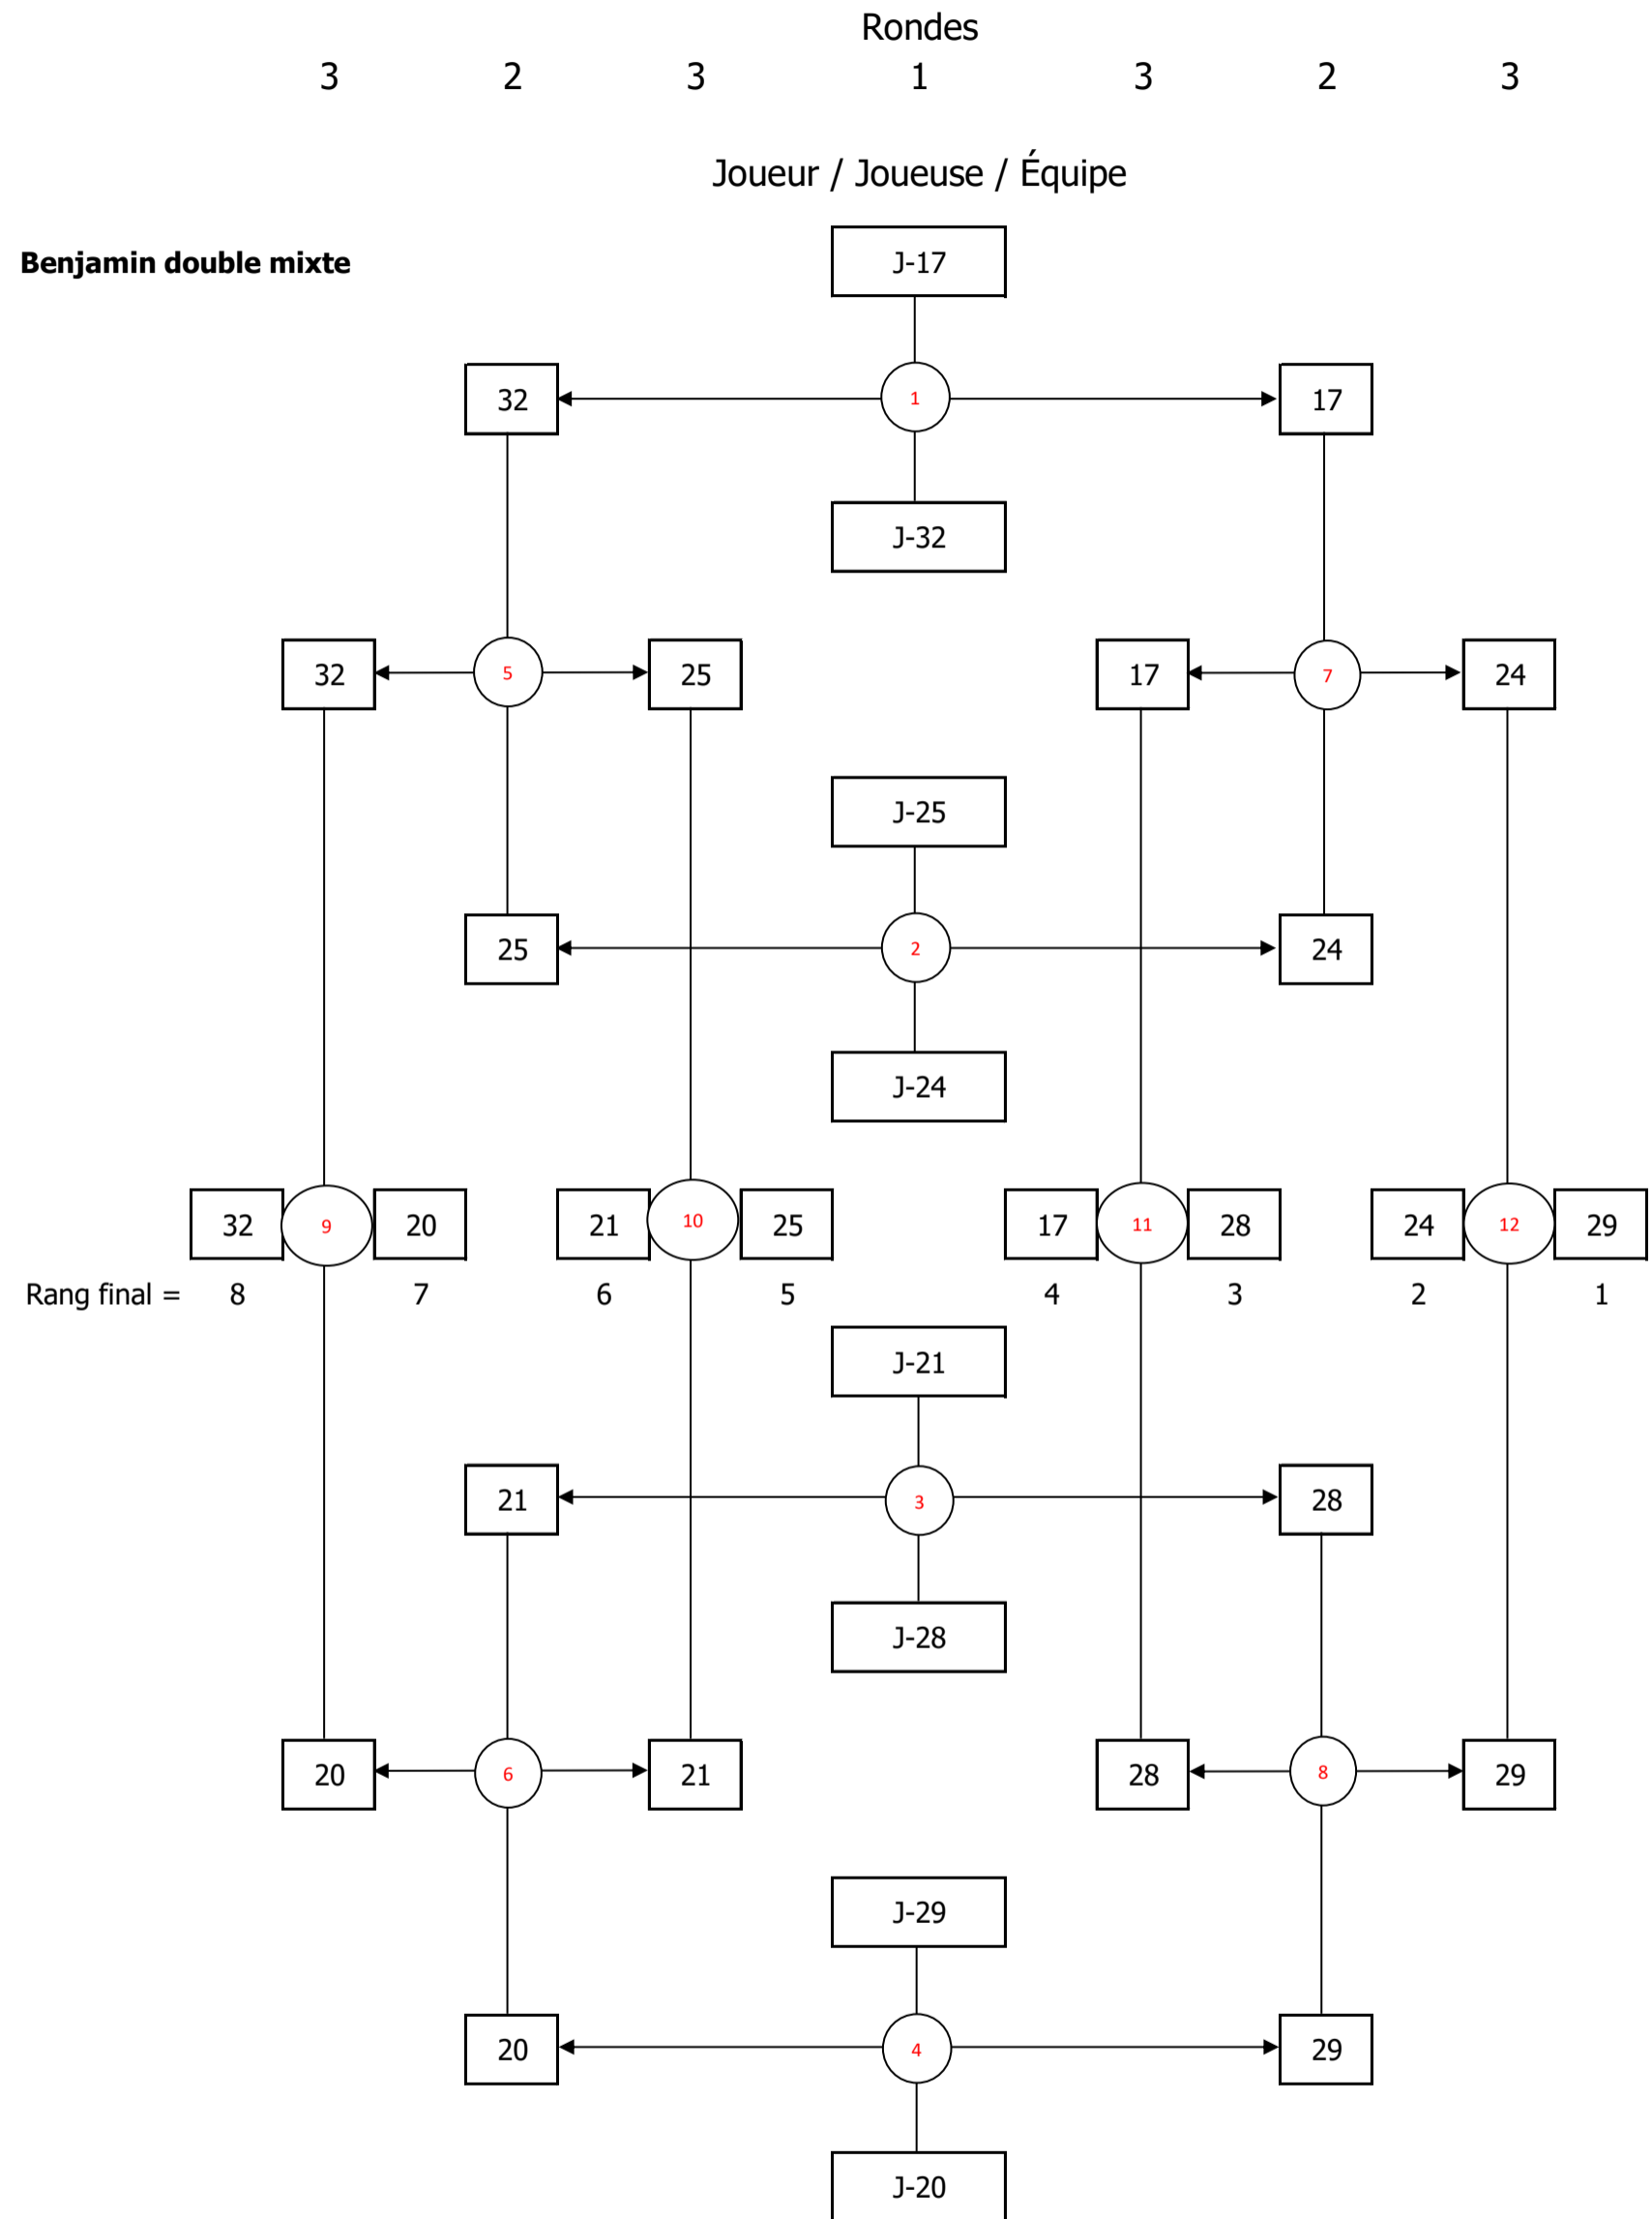 Rondes
3 2 3 1 3 2 3
Joueur / Joueuse / Équipe
Benjamin double mixte
J-17
32 1 17
J-32
32 5 25 17 7 24
J-25
25 2 24
J-24
32 9 20 21 10 25 17 11 28 24 12 29
Rang final = 8 7 6 5 4 3 2 1
J-21
21 3 28
J-28
20 6 21 28 8 29
J-29
20 4 29
J-20